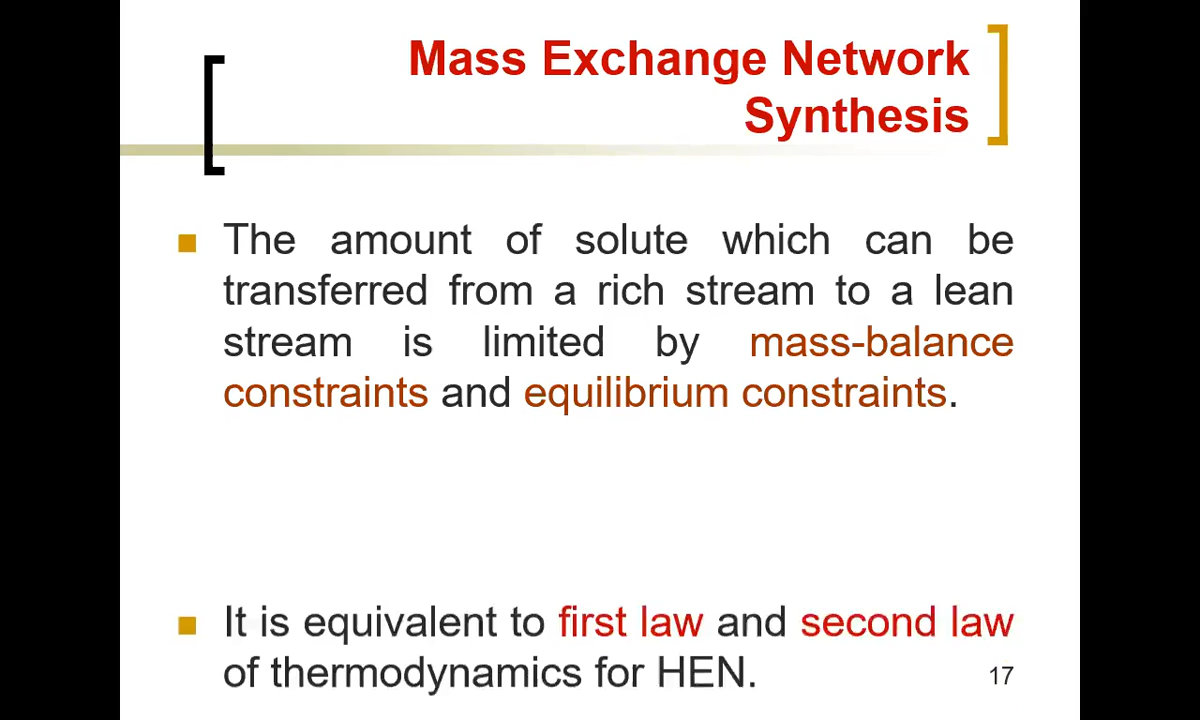 Mass Exchange Network
Synthesis
The amount of solute which can be
transferred from a rich stream to a lean
stream is limited by mass-balance
constraints and equilibrium constraints.
It is equivalent to first law and second law
of thermodynamics for HEN.
17